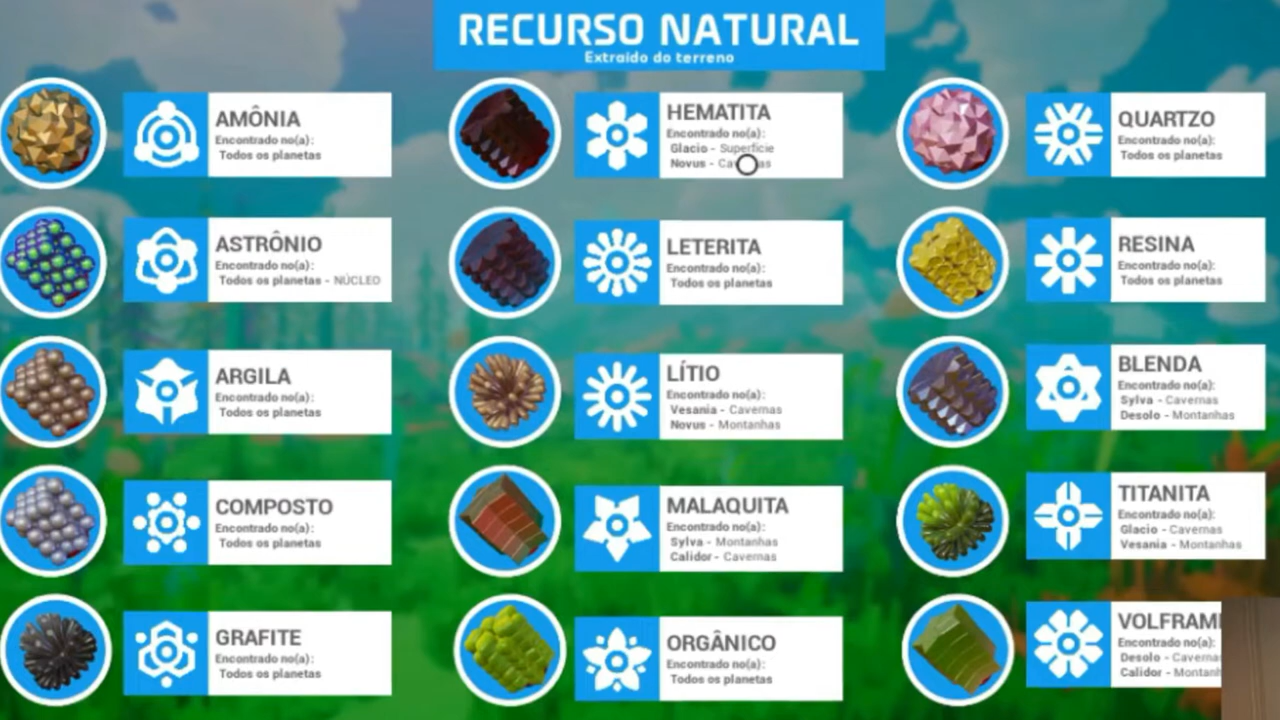 RECURSO NATURAL
Extraído do terreno
AMÔNIA
Encontrado no(a):
Todos os planetas
ASTRÔNIO
Encontrado no(a):
Todos os planetas - NÚCLEO
ARGILA
Encontrado no(a):
Todos os planetas
COMPOSTO
Encontrado no(a):
Todos os planetas
GRAFITE
Encontrado no(a):
Todos os planetas
HEMATITA
Encontrado no(a):
Glacio - Superfície
Novus -
LETERITA
Encontrado no(a):
Todos os planetas
LÍTIO
Encontrado no(a):
Vesania - Cavernas
Novus - Montanhas
MALAQUITA
Encontrado no(a):
Sylva - Montanhas
Calidor - Cavernas
ORGÂNICO
Encontrado no(a):
Todos os planetas
QUARTZO
Encontrado no(a):
Todos os planetas
RESINA
Encontrado no(a):
Todos os planetas
BLENDA
Encontrado no(a):
Sylva - Cavernas
Desolo - Montanhas
TITANITA
Encontrado no(a):
Glacio - Cavernas
Vesania - Montanhas
VOLFRAMI
Encontrado no(a):
Desolo - Caverna
Calidor - Montanh